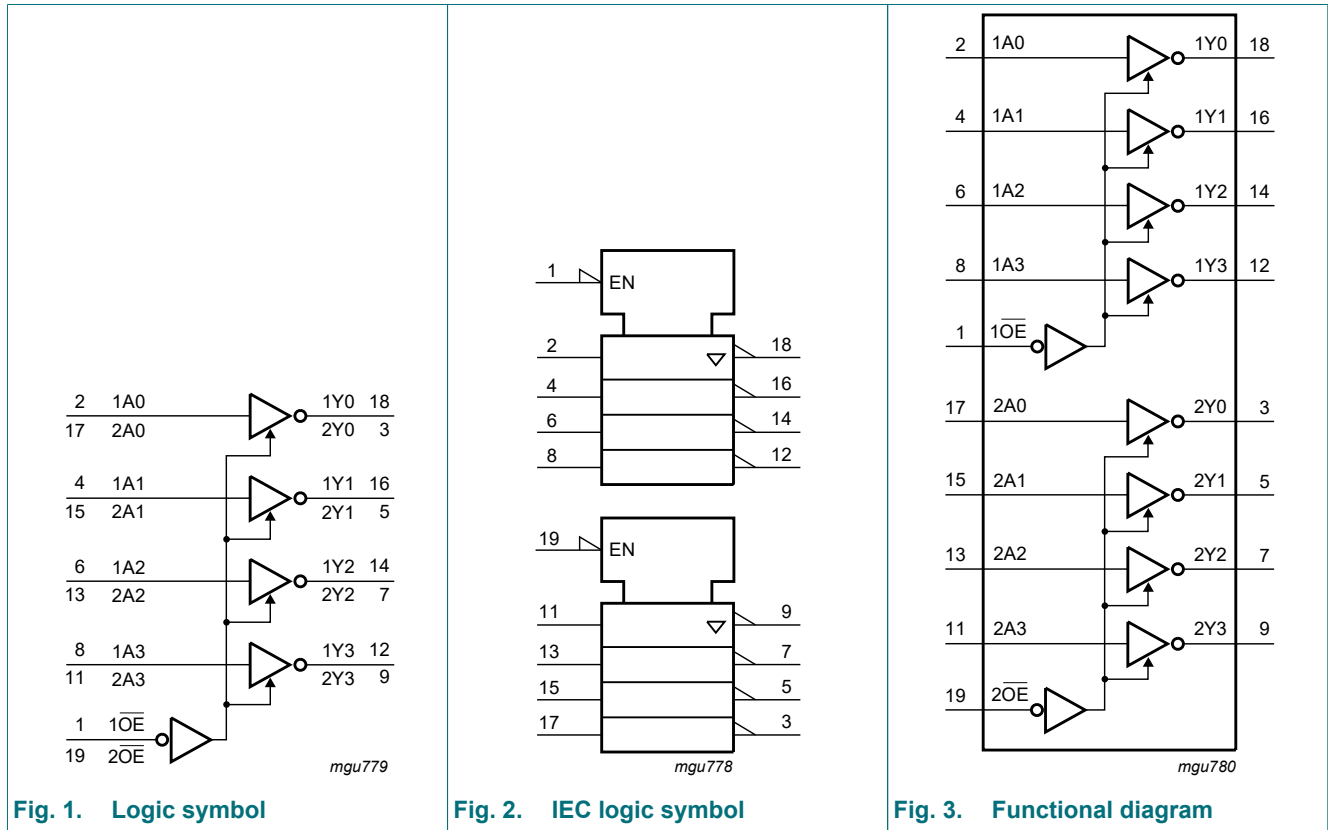 2 1A0 1Y0 18
17 2A0 2Y0 3
4 1A1 1Y1 16
15 2A1 2Y1 5
6 1A2 1Y2 14
13 2A2 2Y2 7
8 1A3 1Y3 12
11 2A3 2Y3 9
1 1O̅E̅
19 2O̅E̅
mgu779
Fig. 1. Logic symbol
1 EN
2 18
4 16
6 14
8 12
19 EN
11 9
13 7
15 5
17 3
mgu778
Fig. 2. IEC logic symbol
2 1A0 1Y0 18
4 1A1 1Y1 16
6 1A2 1Y2 14
8 1A3 1Y3 12
1 1O̅E̅
17 2A0 2Y0 3
15 2A1 2Y1 5
13 2A2 2Y2 7
11 2A3 2Y3 9
19 2O̅E̅
mgu780
Fig. 3. Functional diagram